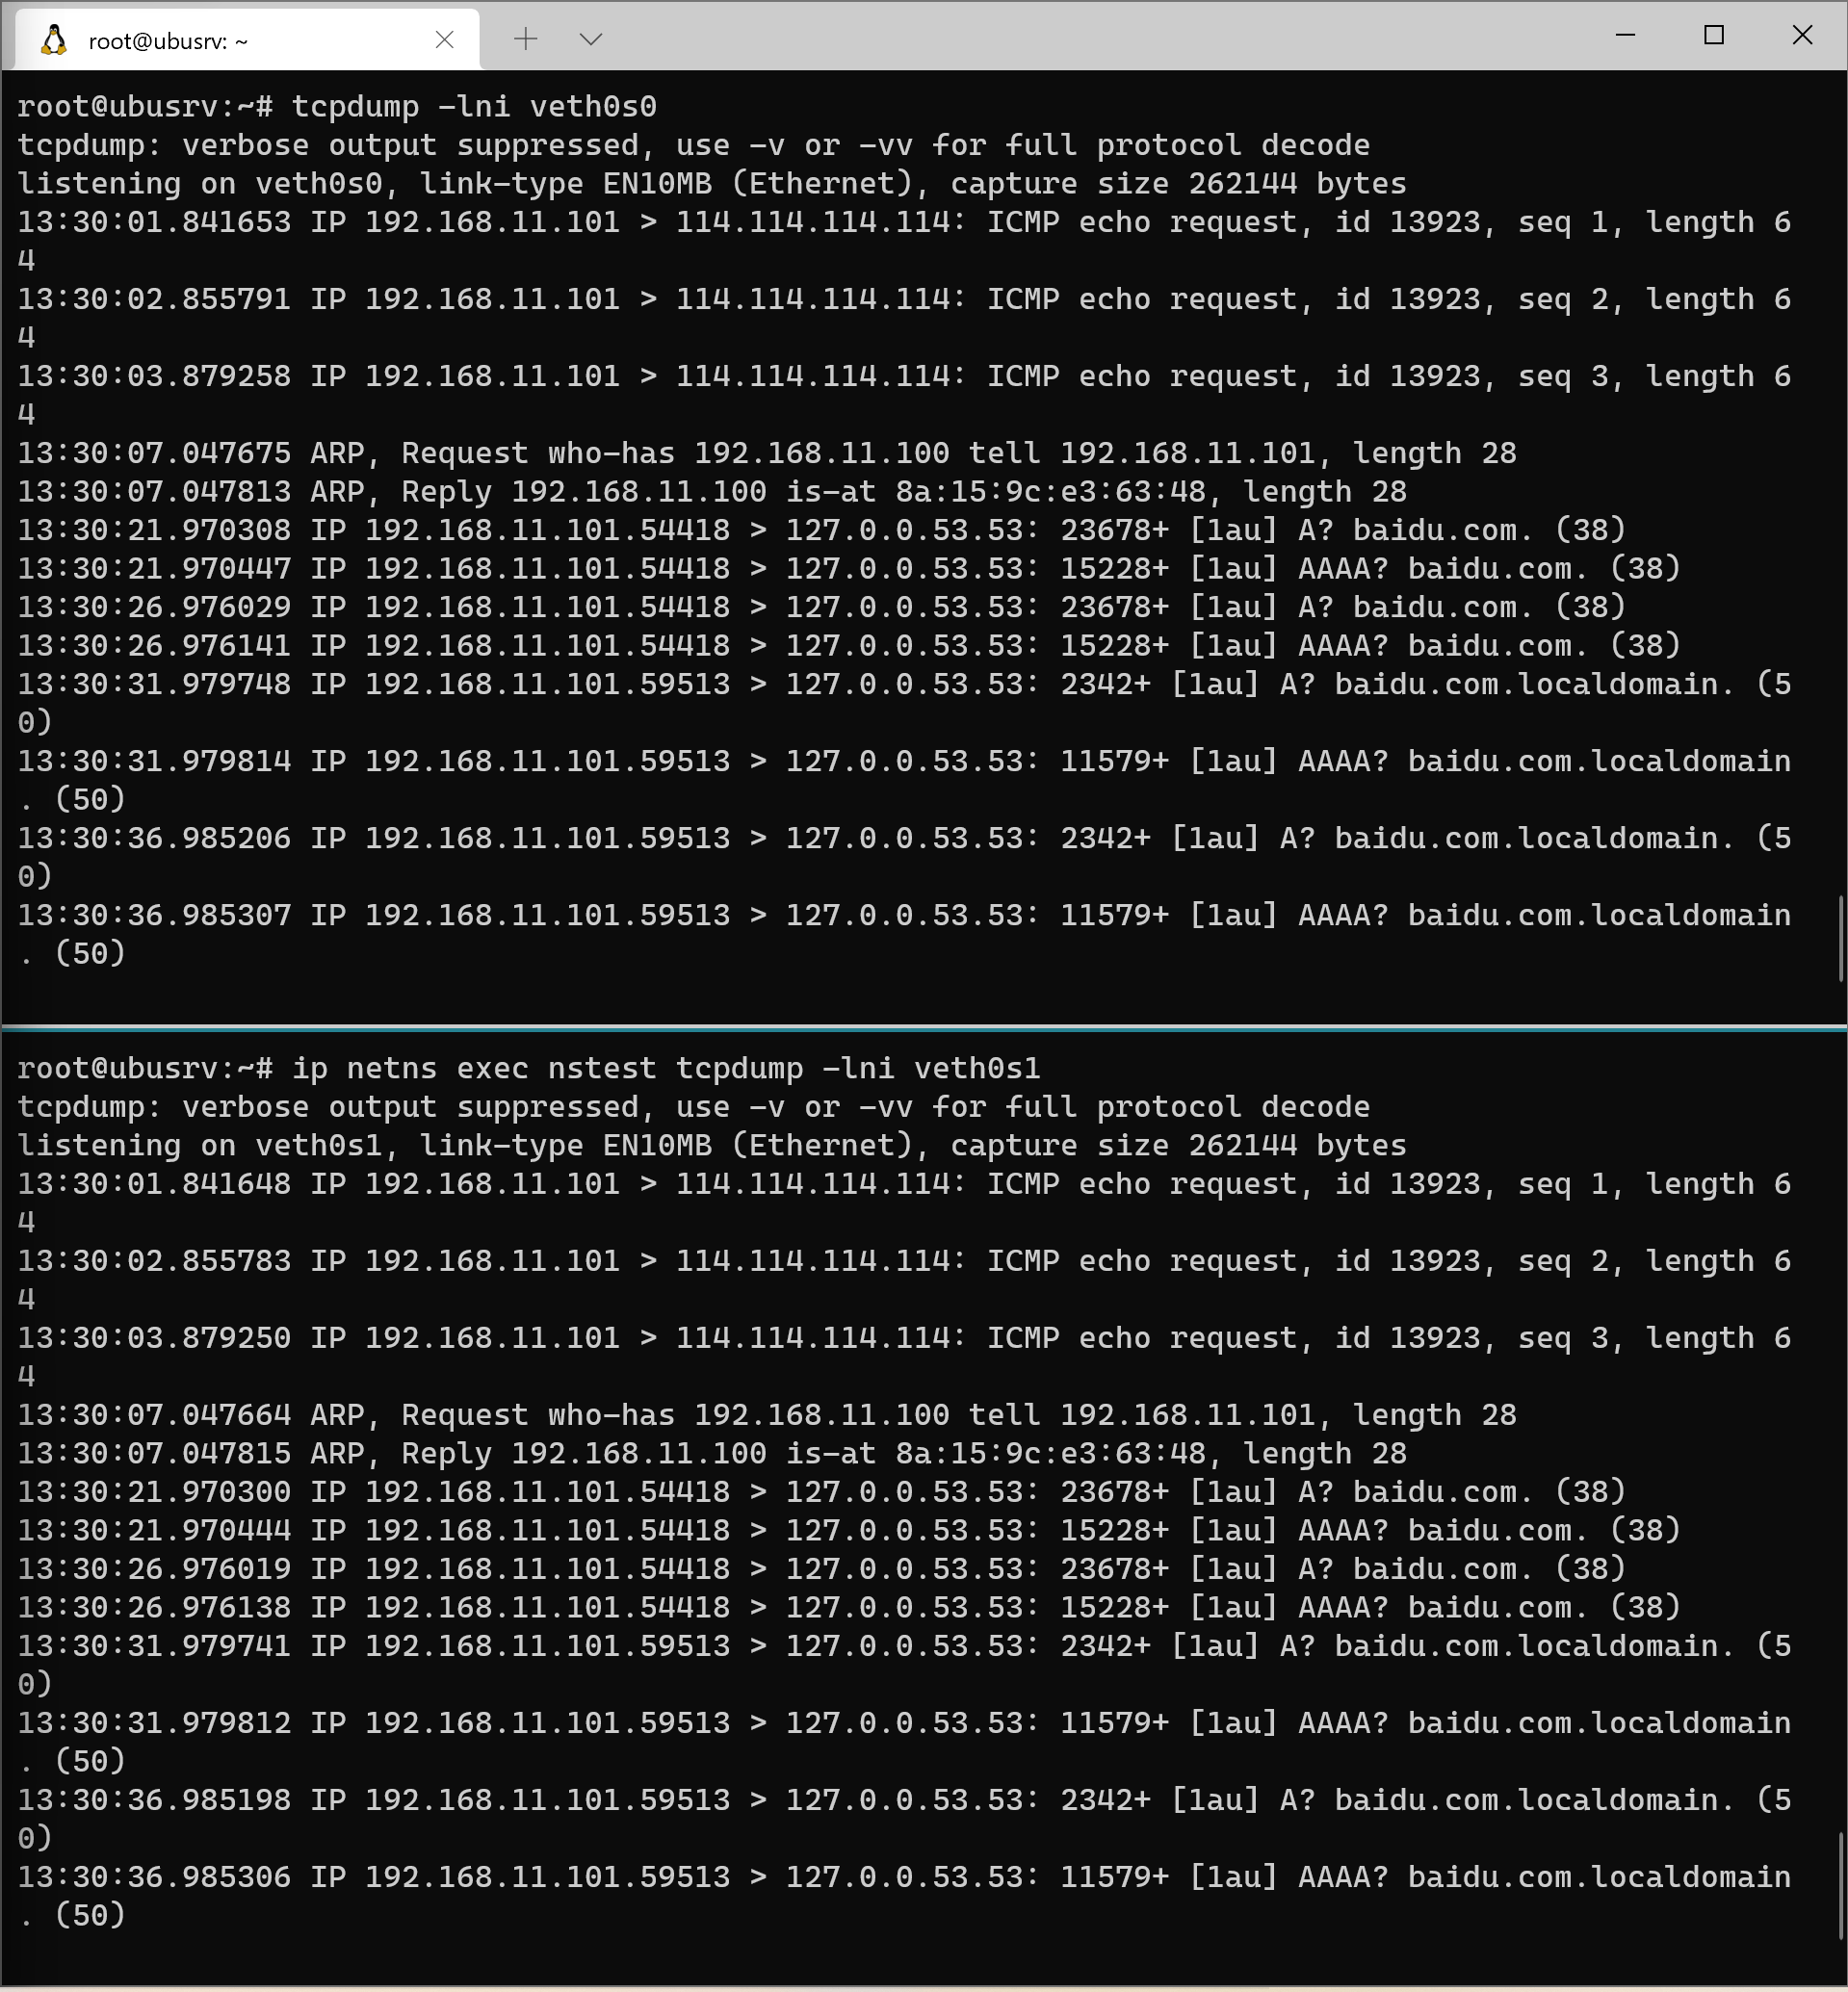 root@ubusrv: ~
root@ubusrv:~# tcpdump -lni veth0s0
tcpdump: verbose output suppressed, use -v or -vv for full protocol decode
listening on veth0s0, link-type EN10MB (Ethernet), capture size 262144 bytes
13:30:01.841653 IP 192.168.11.101 > 114.114.114.114: ICMP echo request, id 13923, seq 1, length 6
4
13:30:02.855791 IP 192.168.11.101 > 114.114.114.114: ICMP echo request, id 13923, seq 2, length 6
4
13:30:03.879258 IP 192.168.11.101 > 114.114.114.114: ICMP echo request, id 13923, seq 3, length 6
4
13:30:07.047675 ARP, Request who-has 192.168.11.100 tell 192.168.11.101, length 28
13:30:07.047813 ARP, Reply 192.168.11.100 is-at 8a:15:9c:e3:63:48, length 28
13:30:21.970308 IP 192.168.11.101.54418 > 127.0.0.53.53: 23678+ [1au] A? baidu.com. (38)
13:30:21.970447 IP 192.168.11.101.54418 > 127.0.0.53.53: 15228+ [1au] AAAA? baidu.com. (38)
13:30:26.976029 IP 192.168.11.101.54418 > 127.0.0.53.53: 23678+ [1au] A? baidu.com. (38)
13:30:26.976141 IP 192.168.11.101.54418 > 127.0.0.53.53: 15228+ [1au] AAAA? baidu.com. (38)
13:30:31.979748 IP 192.168.11.101.59513 > 127.0.0.53.53: 2342+ [1au] A? baidu.com.localdomain. (5
0)
13:30:31.979814 IP 192.168.11.101.59513 > 127.0.0.53.53: 11579+ [1au] AAAA? baidu.com.localdomain
. (50)
13:30:36.985206 IP 192.168.11.101.59513 > 127.0.0.53.53: 2342+ [1au] A? baidu.com.localdomain. (5
0)
13:30:36.985307 IP 192.168.11.101.59513 > 127.0.0.53.53: 11579+ [1au] AAAA? baidu.com.localdomain
. (50)
root@ubusrv:~# ip netns exec nstest tcpdump -lni veth0s1
tcpdump: verbose output suppressed, use -v or -vv for full protocol decode
listening on veth0s1, link-type EN10MB (Ethernet), capture size 262144 bytes
13:30:01.841648 IP 192.168.11.101 > 114.114.114.114: ICMP echo request, id 13923, seq 1, length 6
4
13:30:02.855783 IP 192.168.11.101 > 114.114.114.114: ICMP echo request, id 13923, seq 2, length 6
4
13:30:03.879250 IP 192.168.11.101 > 114.114.114.114: ICMP echo request, id 13923, seq 3, length 6
4
13:30:07.047664 ARP, Request who-has 192.168.11.100 tell 192.168.11.101, length 28
13:30:07.047815 ARP, Reply 192.168.11.100 is-at 8a:15:9c:e3:63:48, length 28
13:30:21.970300 IP 192.168.11.101.54418 > 127.0.0.53.53: 23678+ [1au] A? baidu.com. (38)
13:30:21.970444 IP 192.168.11.101.54418 > 127.0.0.53.53: 15228+ [1au] AAAA? baidu.com. (38)
13:30:26.976019 IP 192.168.11.101.54418 > 127.0.0.53.53: 23678+ [1au] A? baidu.com. (38)
13:30:26.976138 IP 192.168.11.101.54418 > 127.0.0.53.53: 15228+ [1au] AAAA? baidu.com. (38)
13:30:31.979741 IP 192.168.11.101.59513 > 127.0.0.53.53: 2342+ [1au] A? baidu.com.localdomain. (5
0)
13:30:31.979812 IP 192.168.11.101.59513 > 127.0.0.53.53: 11579+ [1au] AAAA? baidu.com.localdomain
. (50)
13:30:36.985198 IP 192.168.11.101.59513 > 127.0.0.53.53: 2342+ [1au] A? baidu.com.localdomain. (5
0)
13:30:36.985306 IP 192.168.11.101.59513 > 127.0.0.53.53: 11579+ [1au] AAAA? baidu.com.localdomain
. (50)